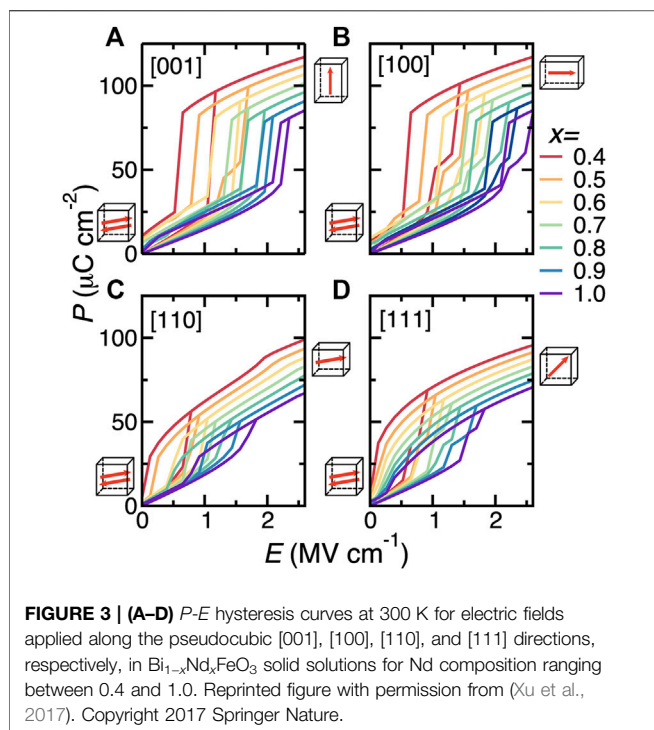 A
B
[001]
[100]
100
50
0
x=
0.4
0.5
0.6
0.7
0.8
0.9
1.0
P (μC cm⁻²)
C
D
[110]
[111]
100
50
0
0 1 2 0 1 2
E (MV cm⁻¹)
FIGURE 3 | (A–D) P-E hysteresis curves at 300 K for electric fields
applied along the pseudocubic [001], [100], [110], and [111] directions,
respectively, in Bi₁₋ₓNdₓFeO₃ solid solutions for Nd composition ranging
between 0.4 and 1.0. Reprinted figure with permission from (Xu et al.,
2017). Copyright 2017 Springer Nature.